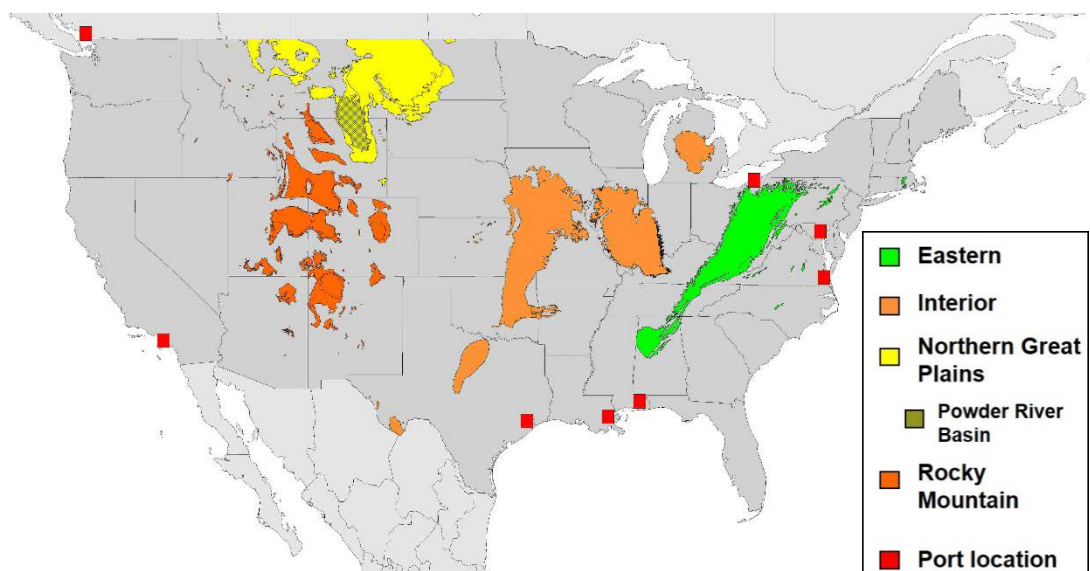 Eastern
Interior
Northern Great
Plains
Powder River
Basin
Rocky
Mountain
Port location